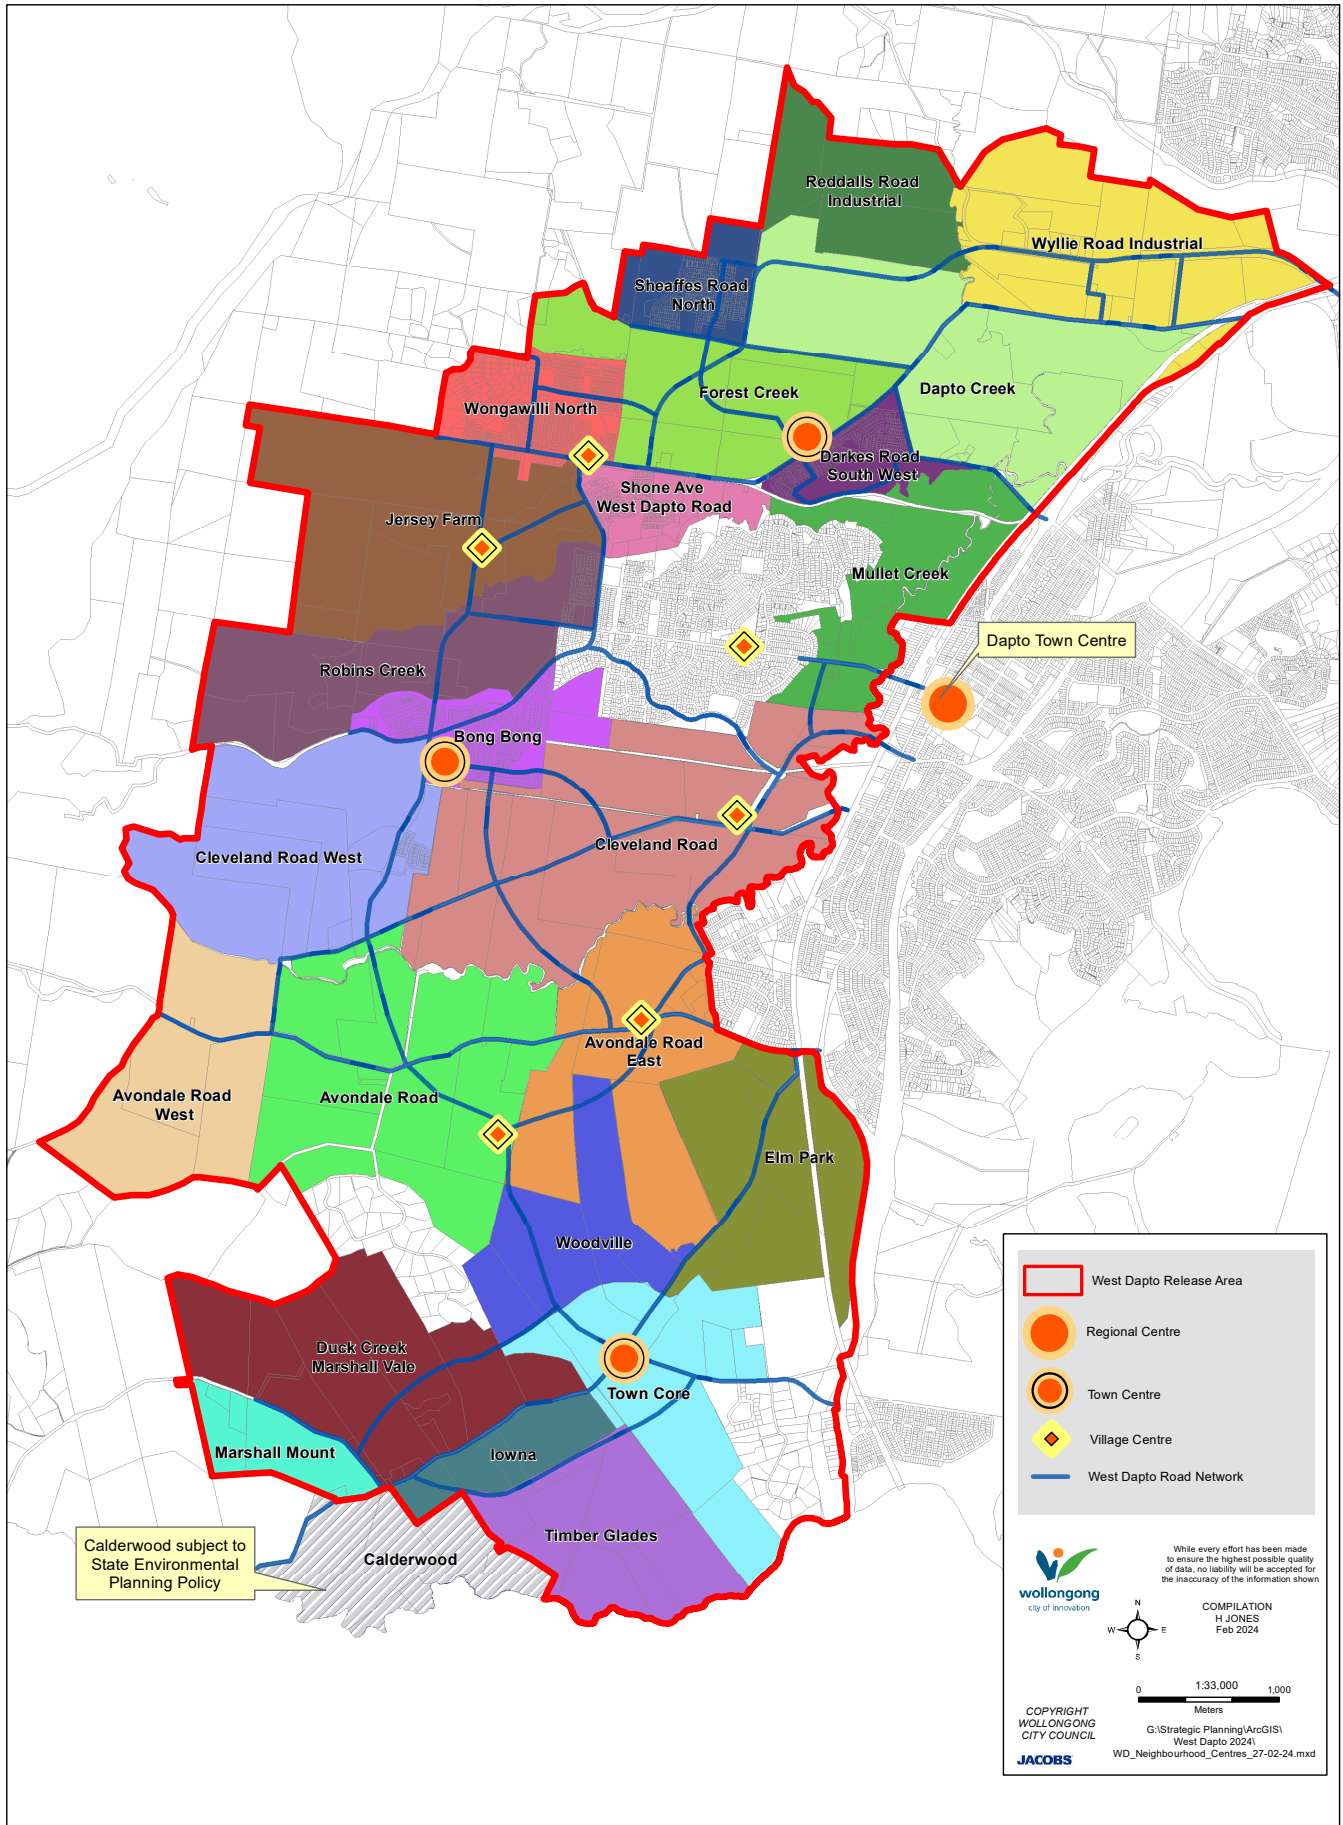 Reddalls Road
Industrial
Wyllie Road Industrial
Sheaffes Road
North
Forest Creek
Dapto Creek
Wongawilli North
Darkes Road
South West
Shone Ave
West Dapto Road
Jersey Farm
Mullet Creek
Dapto Town Centre
Robins Creek
Bong Bong
Cleveland Road
Cleveland Road West
Avondale Road
East
Avondale Road
West
Avondale Road
Elm Park
Woodville
Duck Creek
Marshall Vale
Town Core
Marshall Mount
Iowna
Timber Glades
Calderwood subject to
State Environmental
Planning Policy
Calderwood
West Dapto Release Area
Regional Centre
Town Centre
Village Centre
West Dapto Road Network
wollongong
city of innovation
While every effort has been made
to ensure the highest possible quality
of data, no liability will be accepted for
the inaccuracy of the information shown
N
W E
S
COMPILATION
H JONES
Feb 2024
1:33,000
0 1,000
Meters
COPYRIGHT
WOLLONGONG
CITY COUNCIL
JACOBS
G:\Strategic Planning\ArcGIS\
West Dapto 2024\
WD_Neighbourhood_Centres_27-02-24.mxd